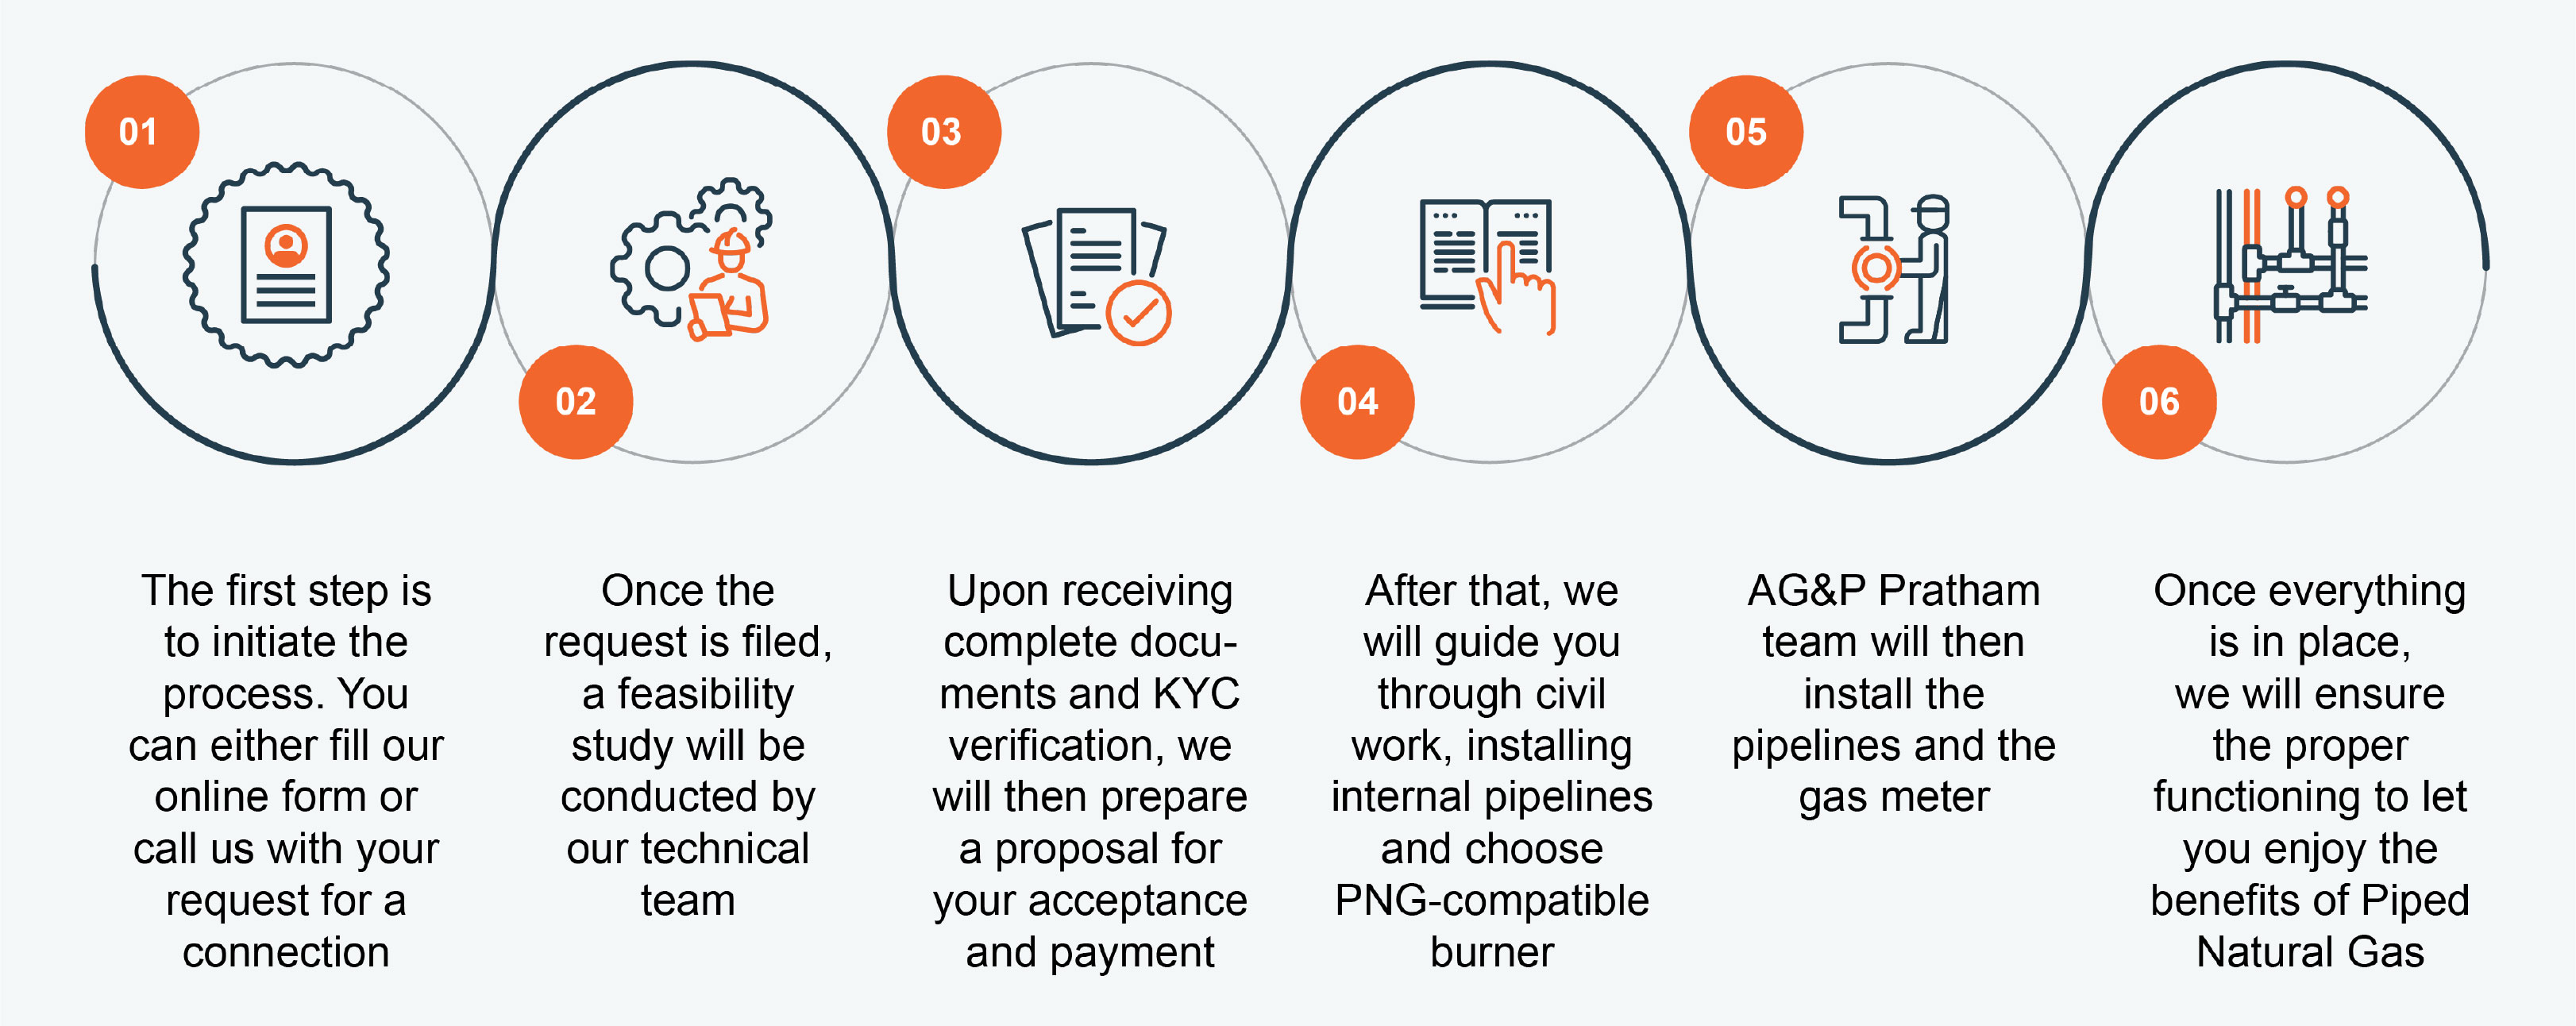 01
The first step is
to initiate the
process. You
can either fill our
online form or
call us with your
request for a
connection
02
Once the
request is filed,
a feasibility
study will be
conducted by
our technical
team
03
Upon receiving
complete docu-
ments and KYC
verification, we
will then prepare
a proposal for
your acceptance
and payment
04
After that, we
will guide you
through civil
work, installing
internal pipelines
and choose
PNG-compatible
burner
05
AG&P Pratham
team will then
install the
pipelines and the
gas meter
06
Once everything
is in place,
we will ensure
the proper
functioning to let
you enjoy the
benefits of Piped
Natural Gas